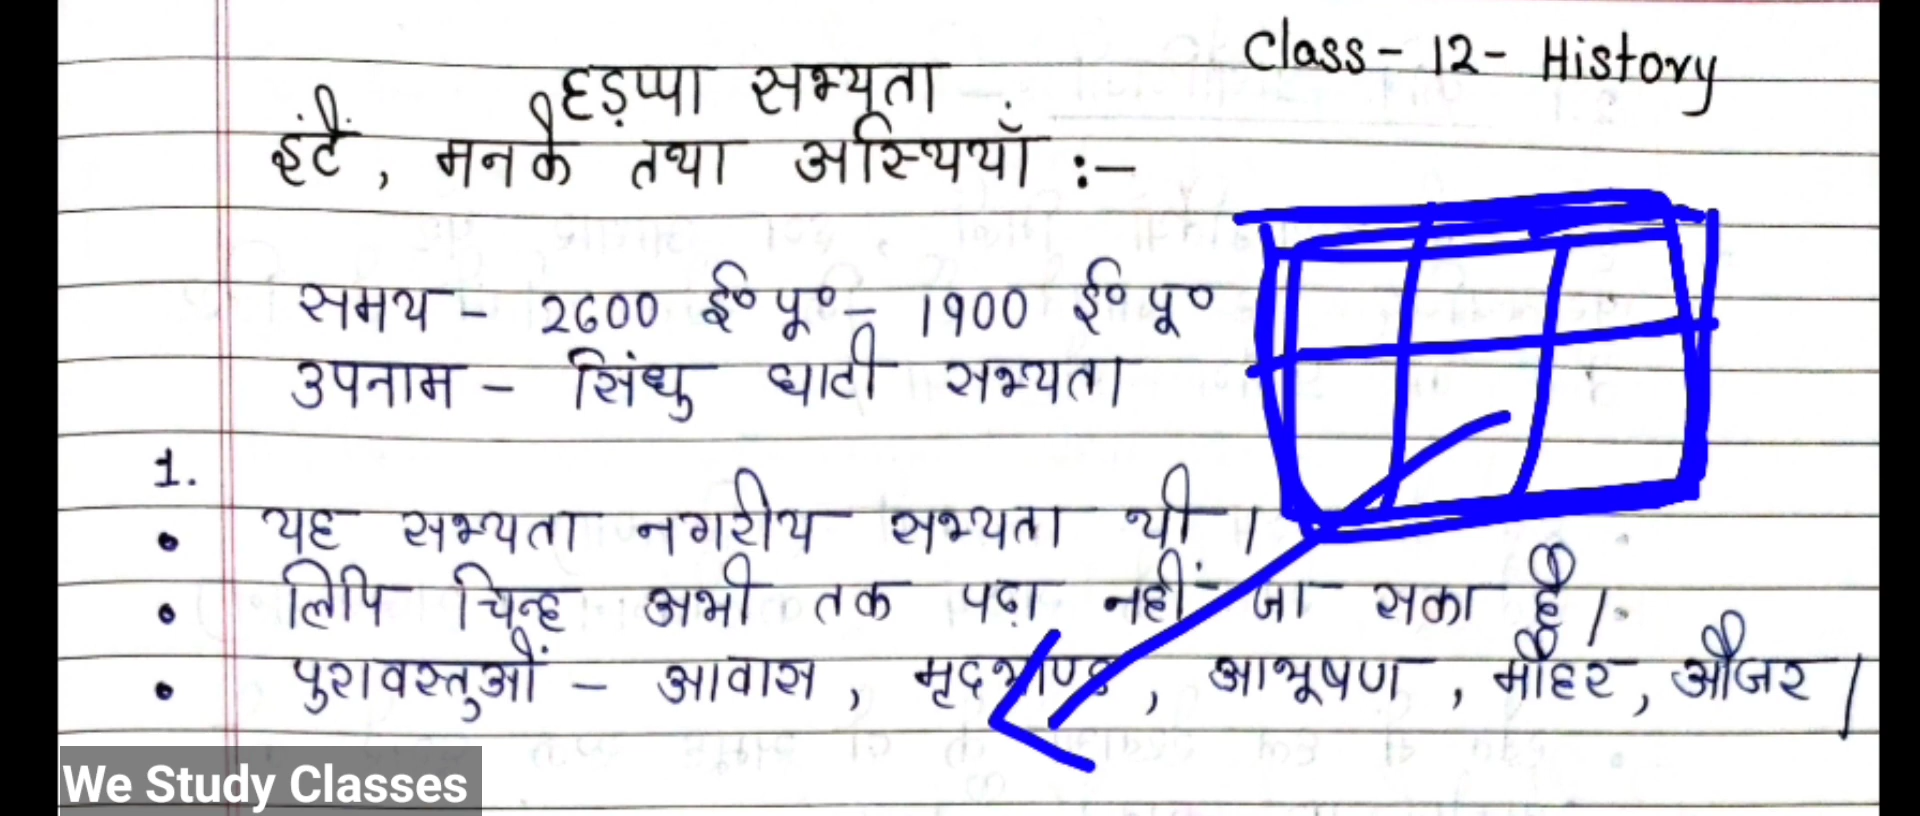 Class - 12 - History
हड़प्पा सभ्यता
इंटें, मनके तथा अस्थियाँ :-
समय - 2600 ई० पू० - 1900 ई० पू०
उपनाम - सिंधु घाटी सभ्यता
1.
• यह सभ्यता नगरीय सभ्यता थी।
• लिपि चिन्ह अभी तक पढ़ा नहीं जा सका है।
• पुरावस्तुओं - आवास, मृदभाण्ड, आभूषण, मोहर, औजर।
We Study Classes